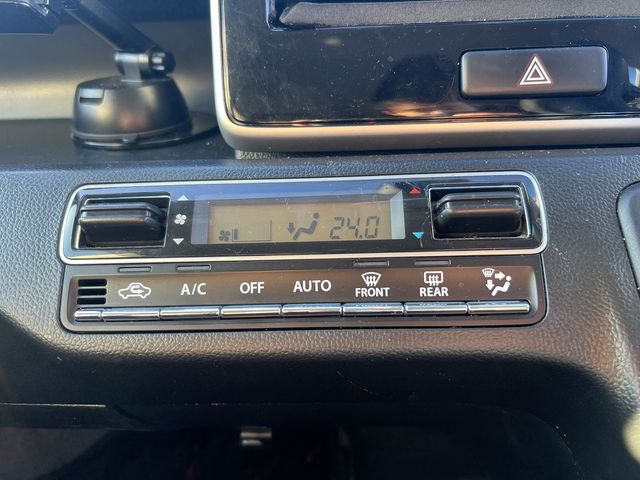 24.0
A/C OFF AUTO FRONT REAR